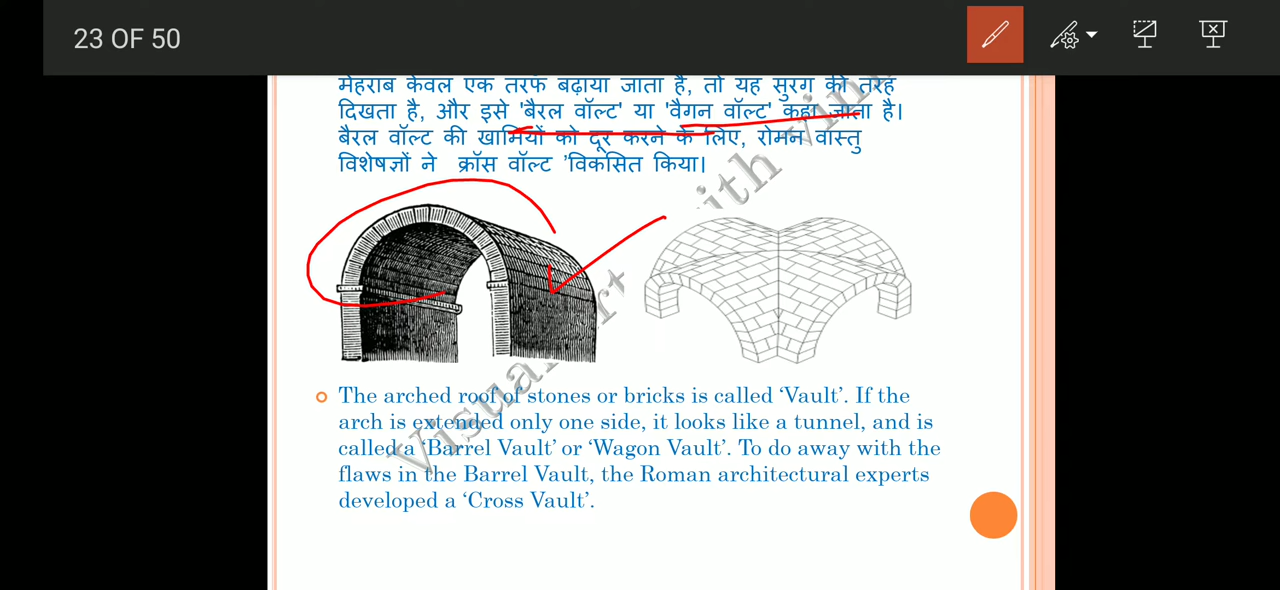 23 OF 50
मेहराब केवल एक तरफ बढ़ाया जाता है, तो यह सुरंग की तरह
दिखता है, और इसे 'बैरल वॉल्ट' या 'वैगन वॉल्ट' कहा जाता है।
बैरल वॉल्ट की खामियों को दूर करने के लिए, रोमन वास्तु
विशेषज्ञों ने क्रॉस वॉल्ट ’विकसित किया।
The arched roof of stones or bricks is called ‘Vault’. If the
arch is extended only one side, it looks like a tunnel, and is
called a ‘Barrel Vault’ or ‘Wagon Vault’. To do away with the
flaws in the Barrel Vault, the Roman architectural experts
developed a ‘Cross Vault’.